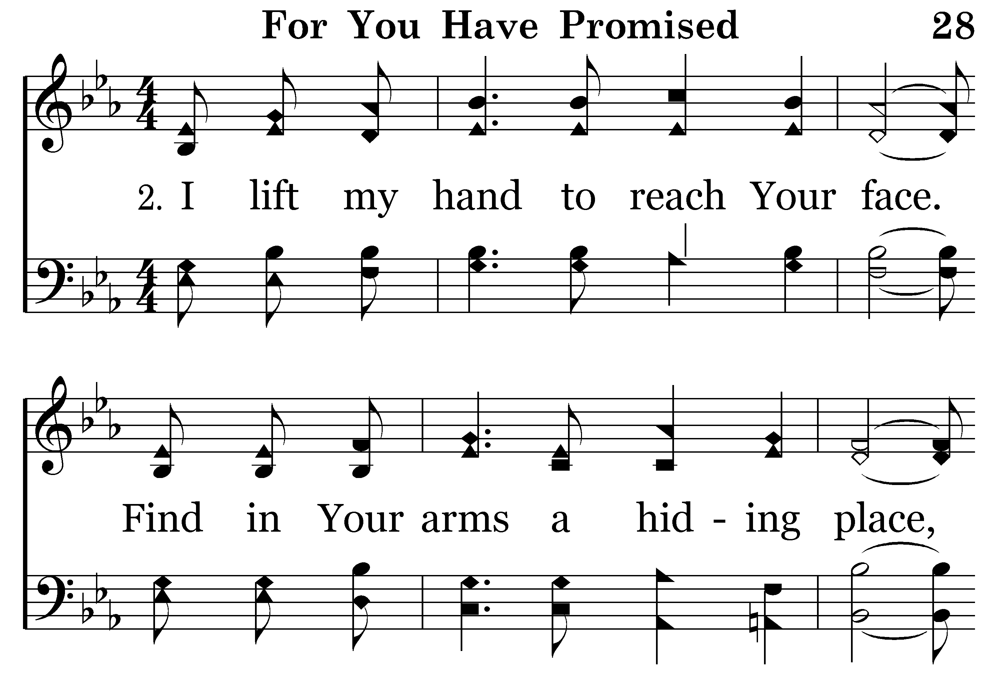 For You Have Promised 28
2. I lift my hand to reach Your face.
Find in Your arms a hid - ing place,